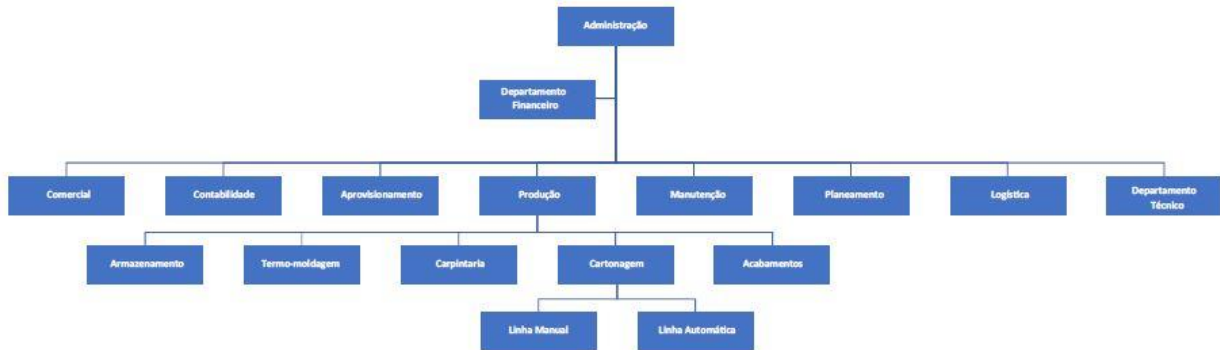 Administração
Departamento
Financeiro
Comercial
Contabilidade
Aprovisionamento
Produção
Manutenção
Planeamento
Logística
Departamento
Técnico
Armazenamento
Termo-moldagem
Carpintaria
Cartonagem
Acabamentos
Linha Manual
Linha Automática